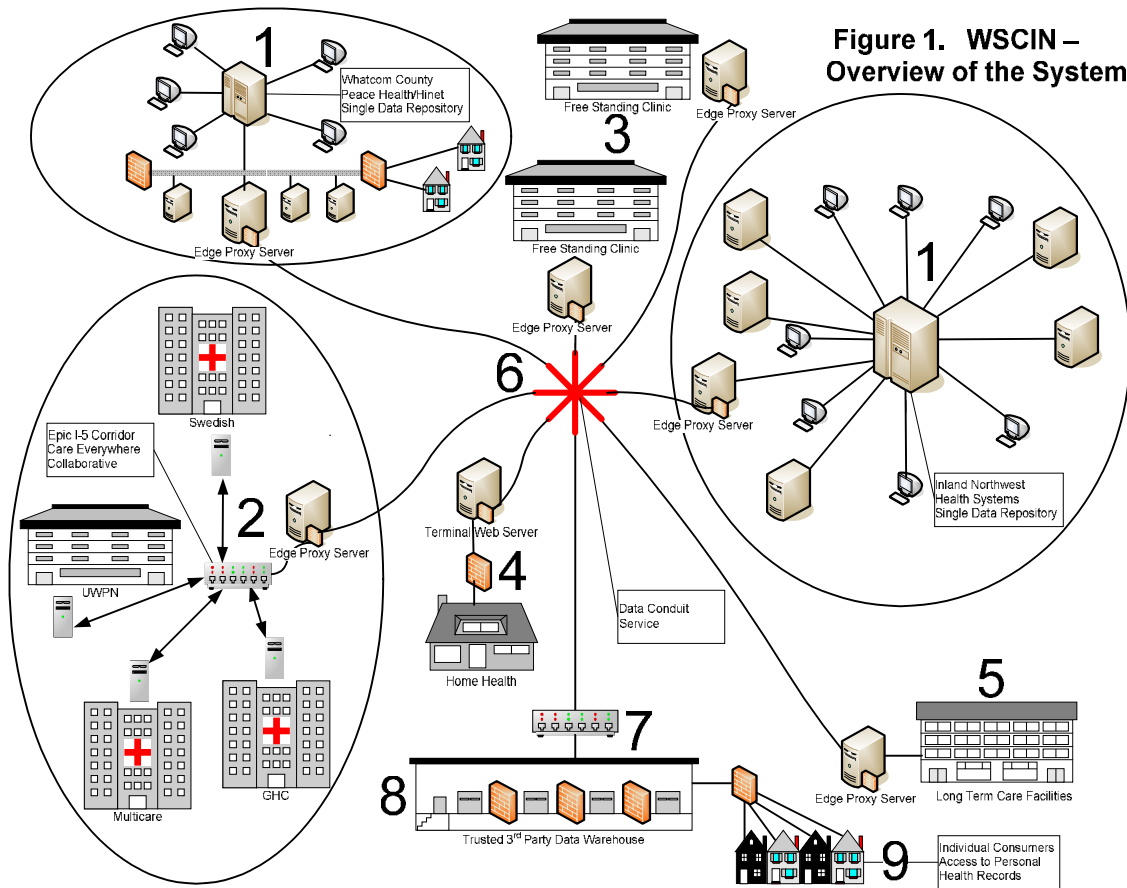 Figure 1. WSCIN –
Overview of the System
1
Whatcom County
Peace Health/Hinet
Single Data Repository
Edge Proxy Server
Free Standing Clinic
Edge Proxy Server
3
Free Standing Clinic
Edge Proxy Server
1
Edge Proxy Server
Inland Northwest
Health Systems
Single Data Repository
6
Swedish
Epic I-5 Corridor
Care Everywhere
Collaborative
2
Edge Proxy Server
UWPN
Multicare
GHC
Terminal Web Server
4
Home Health
Data Conduit
Service
5
Edge Proxy Server
Long Term Care Facilities
7
8
Trusted 3rd Party Data Warehouse
9
Individual Consumers
Access to Personal
Health Records